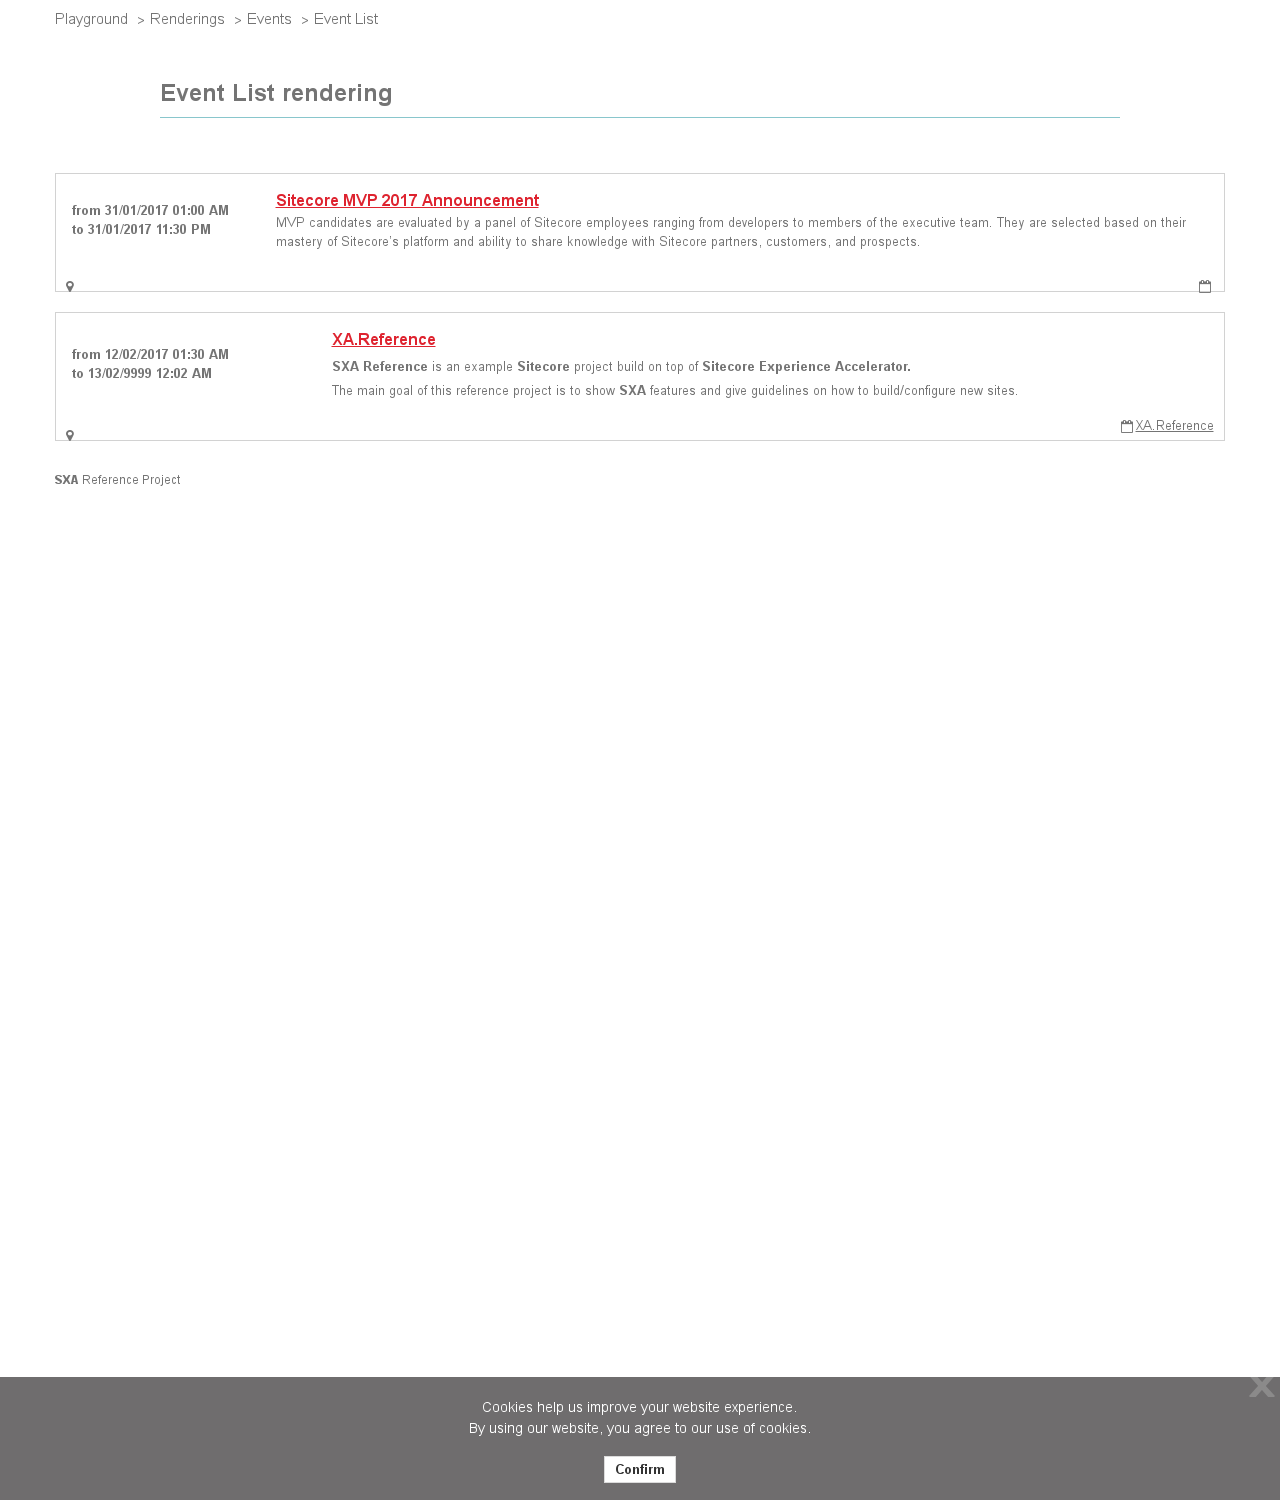 Playground > Renderings > Events > Event List
Event List rendering
from 31/01/2017 01:00 AM
to 31/01/2017 11:30 PM
Sitecore MVP 2017 Announcement
MVP candidates are evaluated by a panel of Sitecore employees ranging from developers to members of the executive team. They are selected based on their
mastery of Sitecore's platform and ability to share knowledge with Sitecore partners, customers, and prospects.
from 12/02/2017 01:30 AM
to 13/02/9999 12:02 AM
XA.Reference
SXA Reference is an example Sitecore project build on top of Sitecore Experience Accelerator.
The main goal of this reference project is to show SXA features and give guidelines on how to build/configure new sites.
XA.Reference
SXA Reference Project
Cookies help us improve your website experience.
By using our website, you agree to our use of cookies.
Confirm